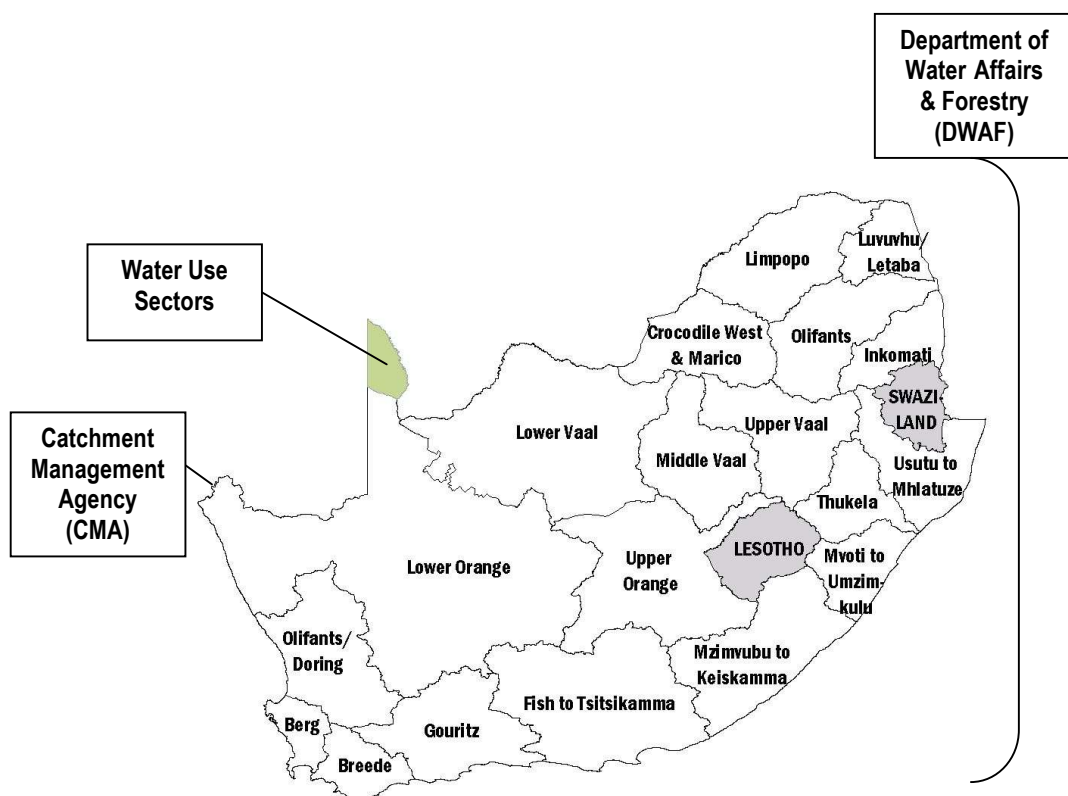 Department of
Water Affairs
& Forestry
(DWAF)
Water Use
Sectors
Catchment
Management
Agency
(CMA)
Limpopo
Luvuvhu/
Letaba
Crocodile West
& Marico
Olifants
Inkomati
SWAZI-
LAND
Lower Vaal
Middle Vaal
Upper Vaal
Usutu to
Mhlatuze
Thukela
LESOTHO
Mvoti to
Umzim-
kulu
Upper
Orange
Lower Orange
Olifants/
Doring
Mzimvubu to
Keiskamma
Fish to Tsitsikamma
Gouritz
Berg
Breede